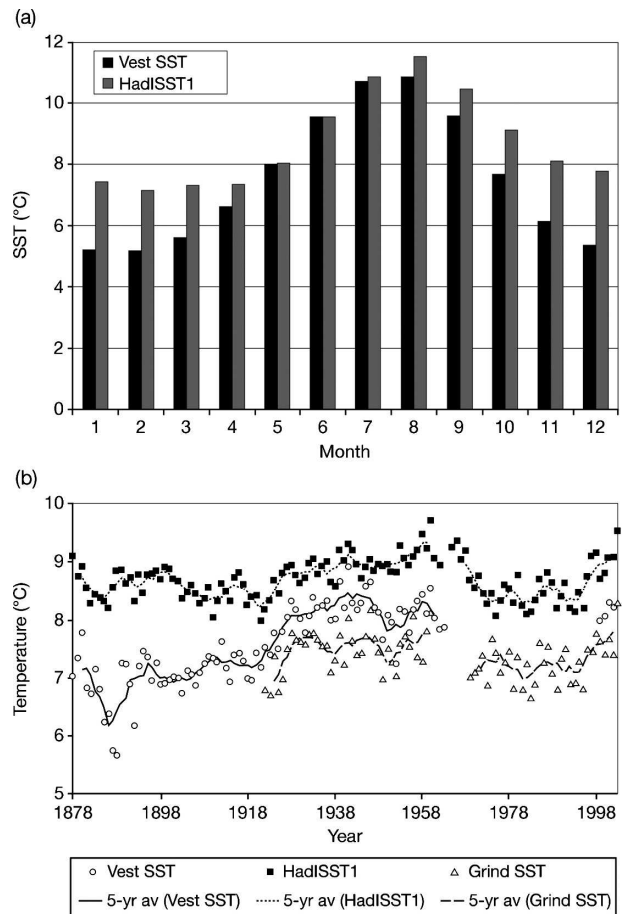 (a)
12
10
8
6
4
2
0
SST (°C)
Vest SST
HadISST1
1 2 3 4 5 6 7 8 9 10 11 12
Month
(b)
10
9
8
7
6
5
Temperature (°C)
1878 1898 1918 1938 1958 1978 1998
Year
Vest SST HadISST1 Grind SST
5-yr av (Vest SST) 5-yr av (HadISST1) 5-yr av (Grind SST)